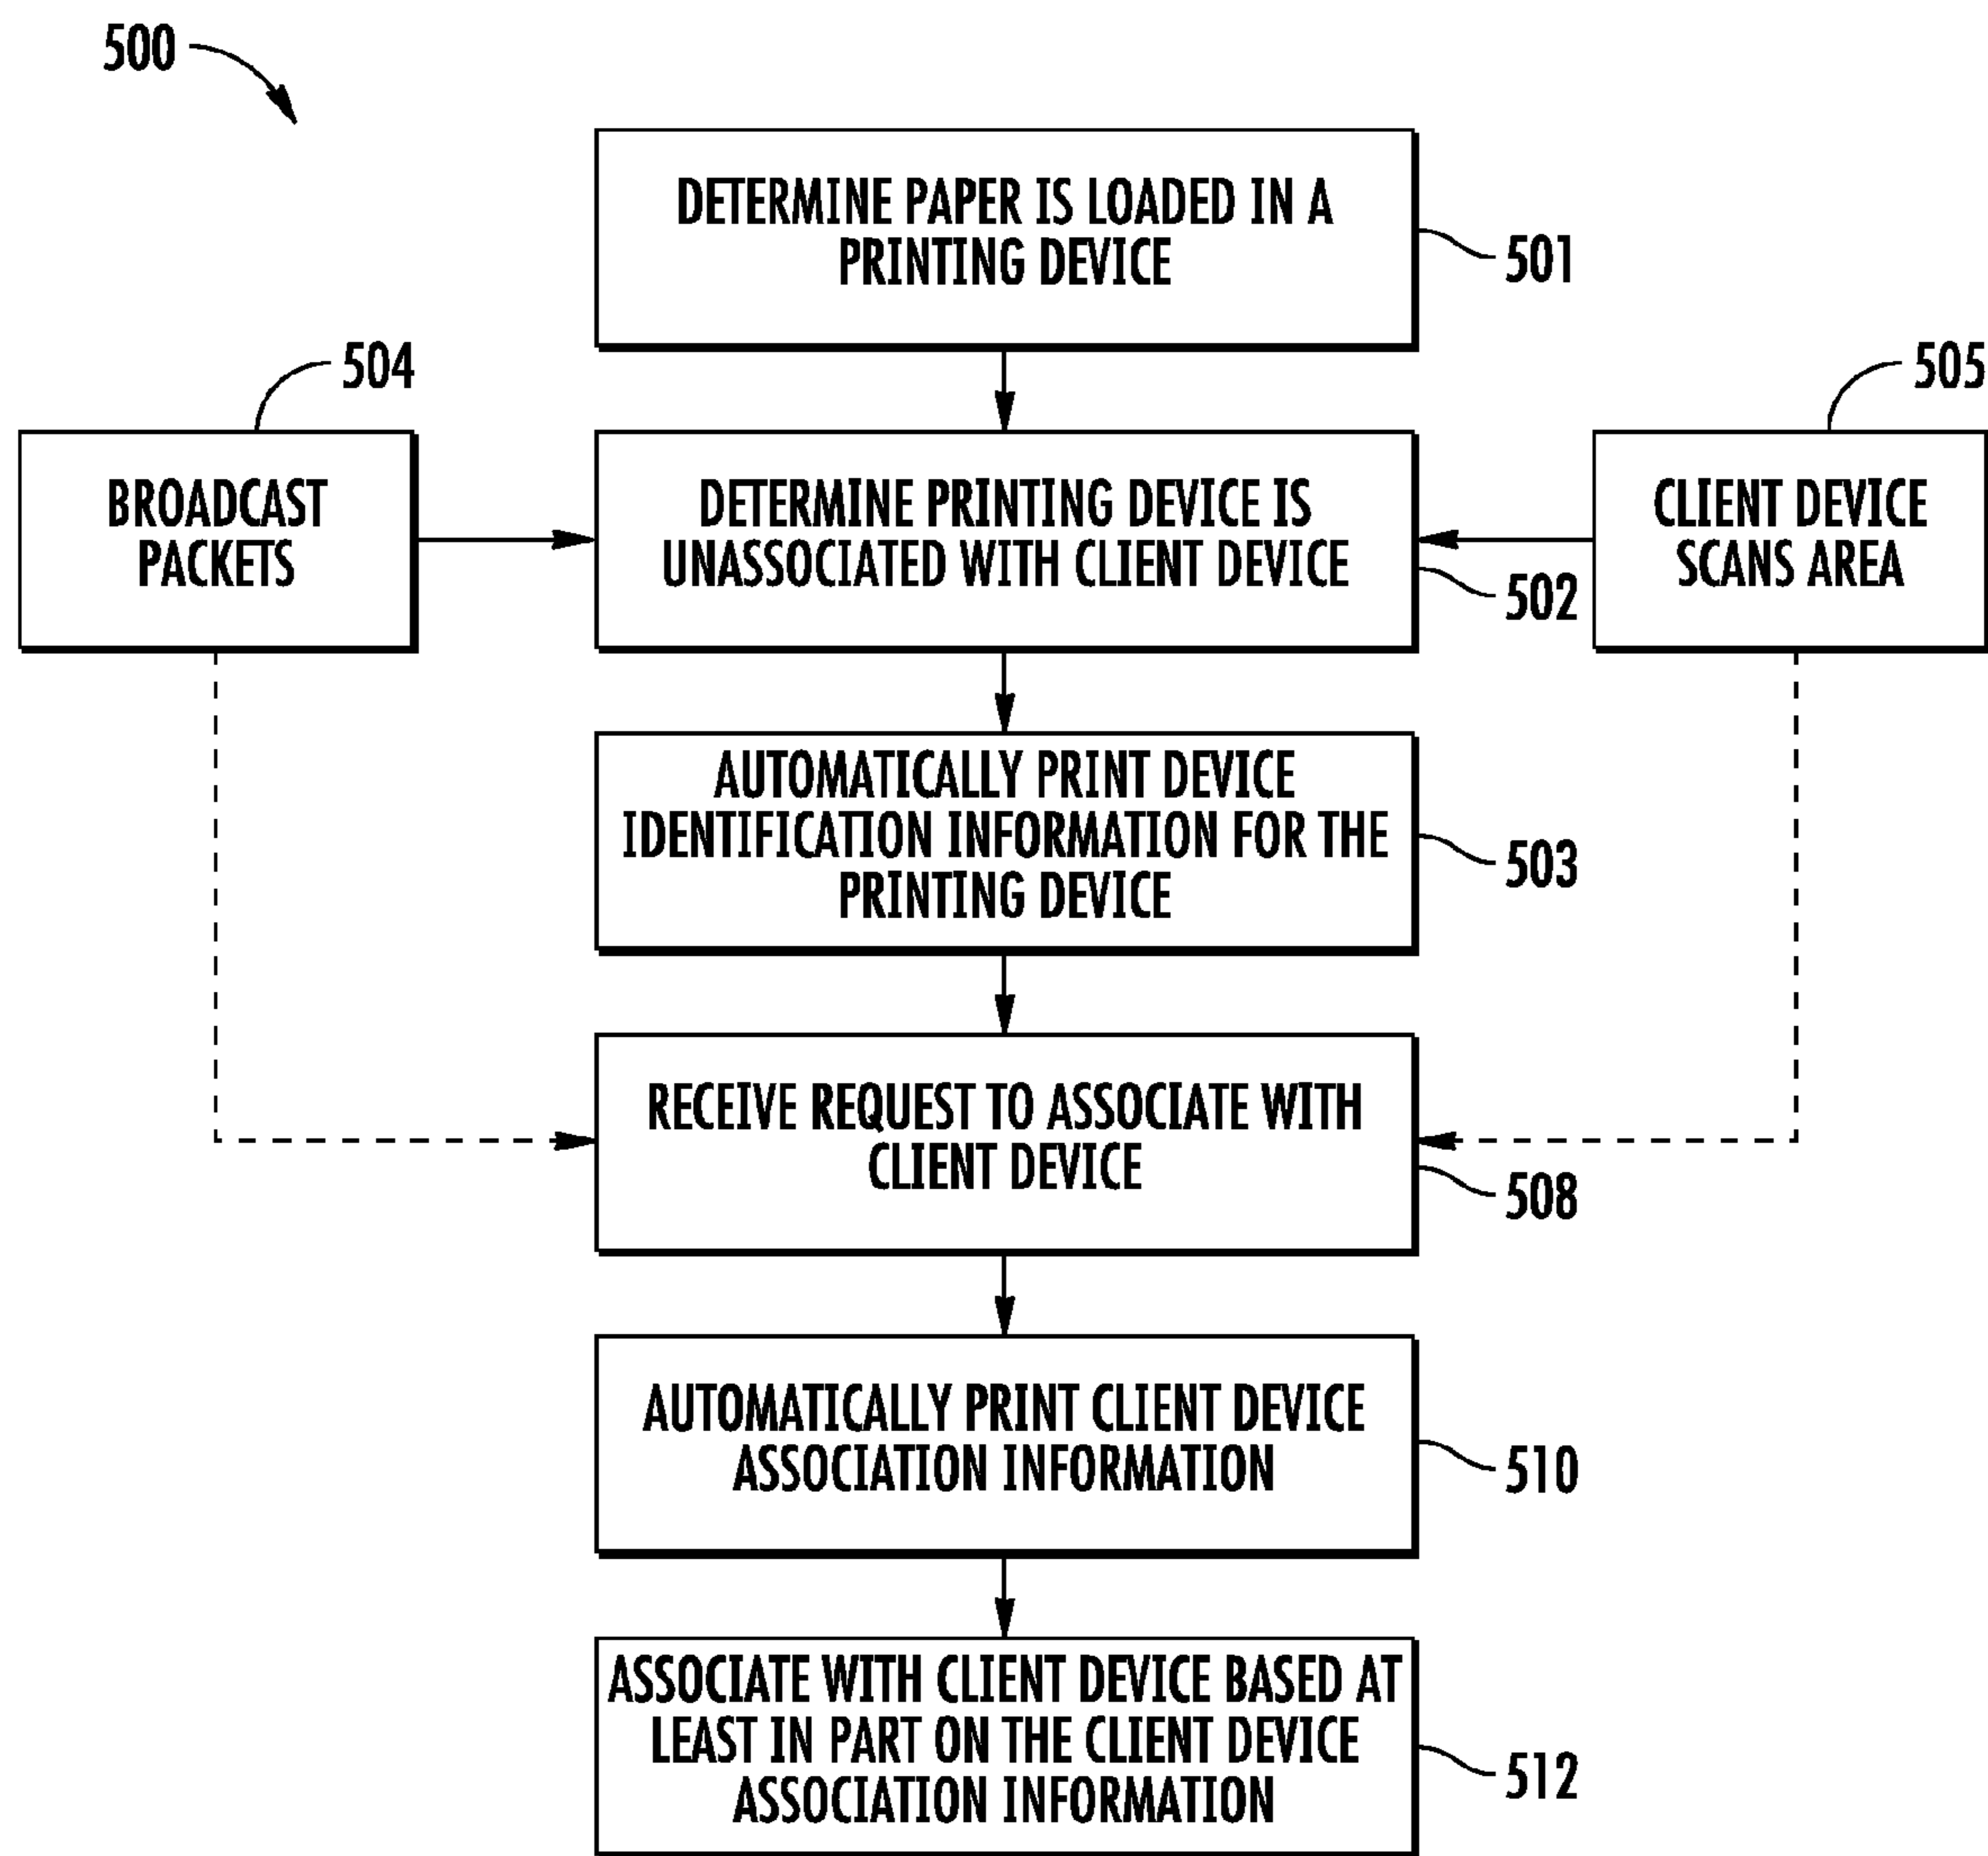 500
DETERMINE PAPER IS LOADED IN A
PRINTING DEVICE
501
504
505
BROADCAST
PACKETS
DETERMINE PRINTING DEVICE IS
UNASSOCIATED WITH CLIENT DEVICE
502
CLIENT DEVICE
SCANS AREA
AUTOMATICALLY PRINT DEVICE
IDENTIFICATION INFORMATION FOR THE
PRINTING DEVICE
503
RECEIVE REQUEST TO ASSOCIATE WITH
CLIENT DEVICE
508
AUTOMATICALLY PRINT CLIENT DEVICE
ASSOCIATION INFORMATION
510
ASSOCIATE WITH CLIENT DEVICE BASED AT
LEAST IN PART ON THE CLIENT DEVICE
ASSOCIATION INFORMATION
512